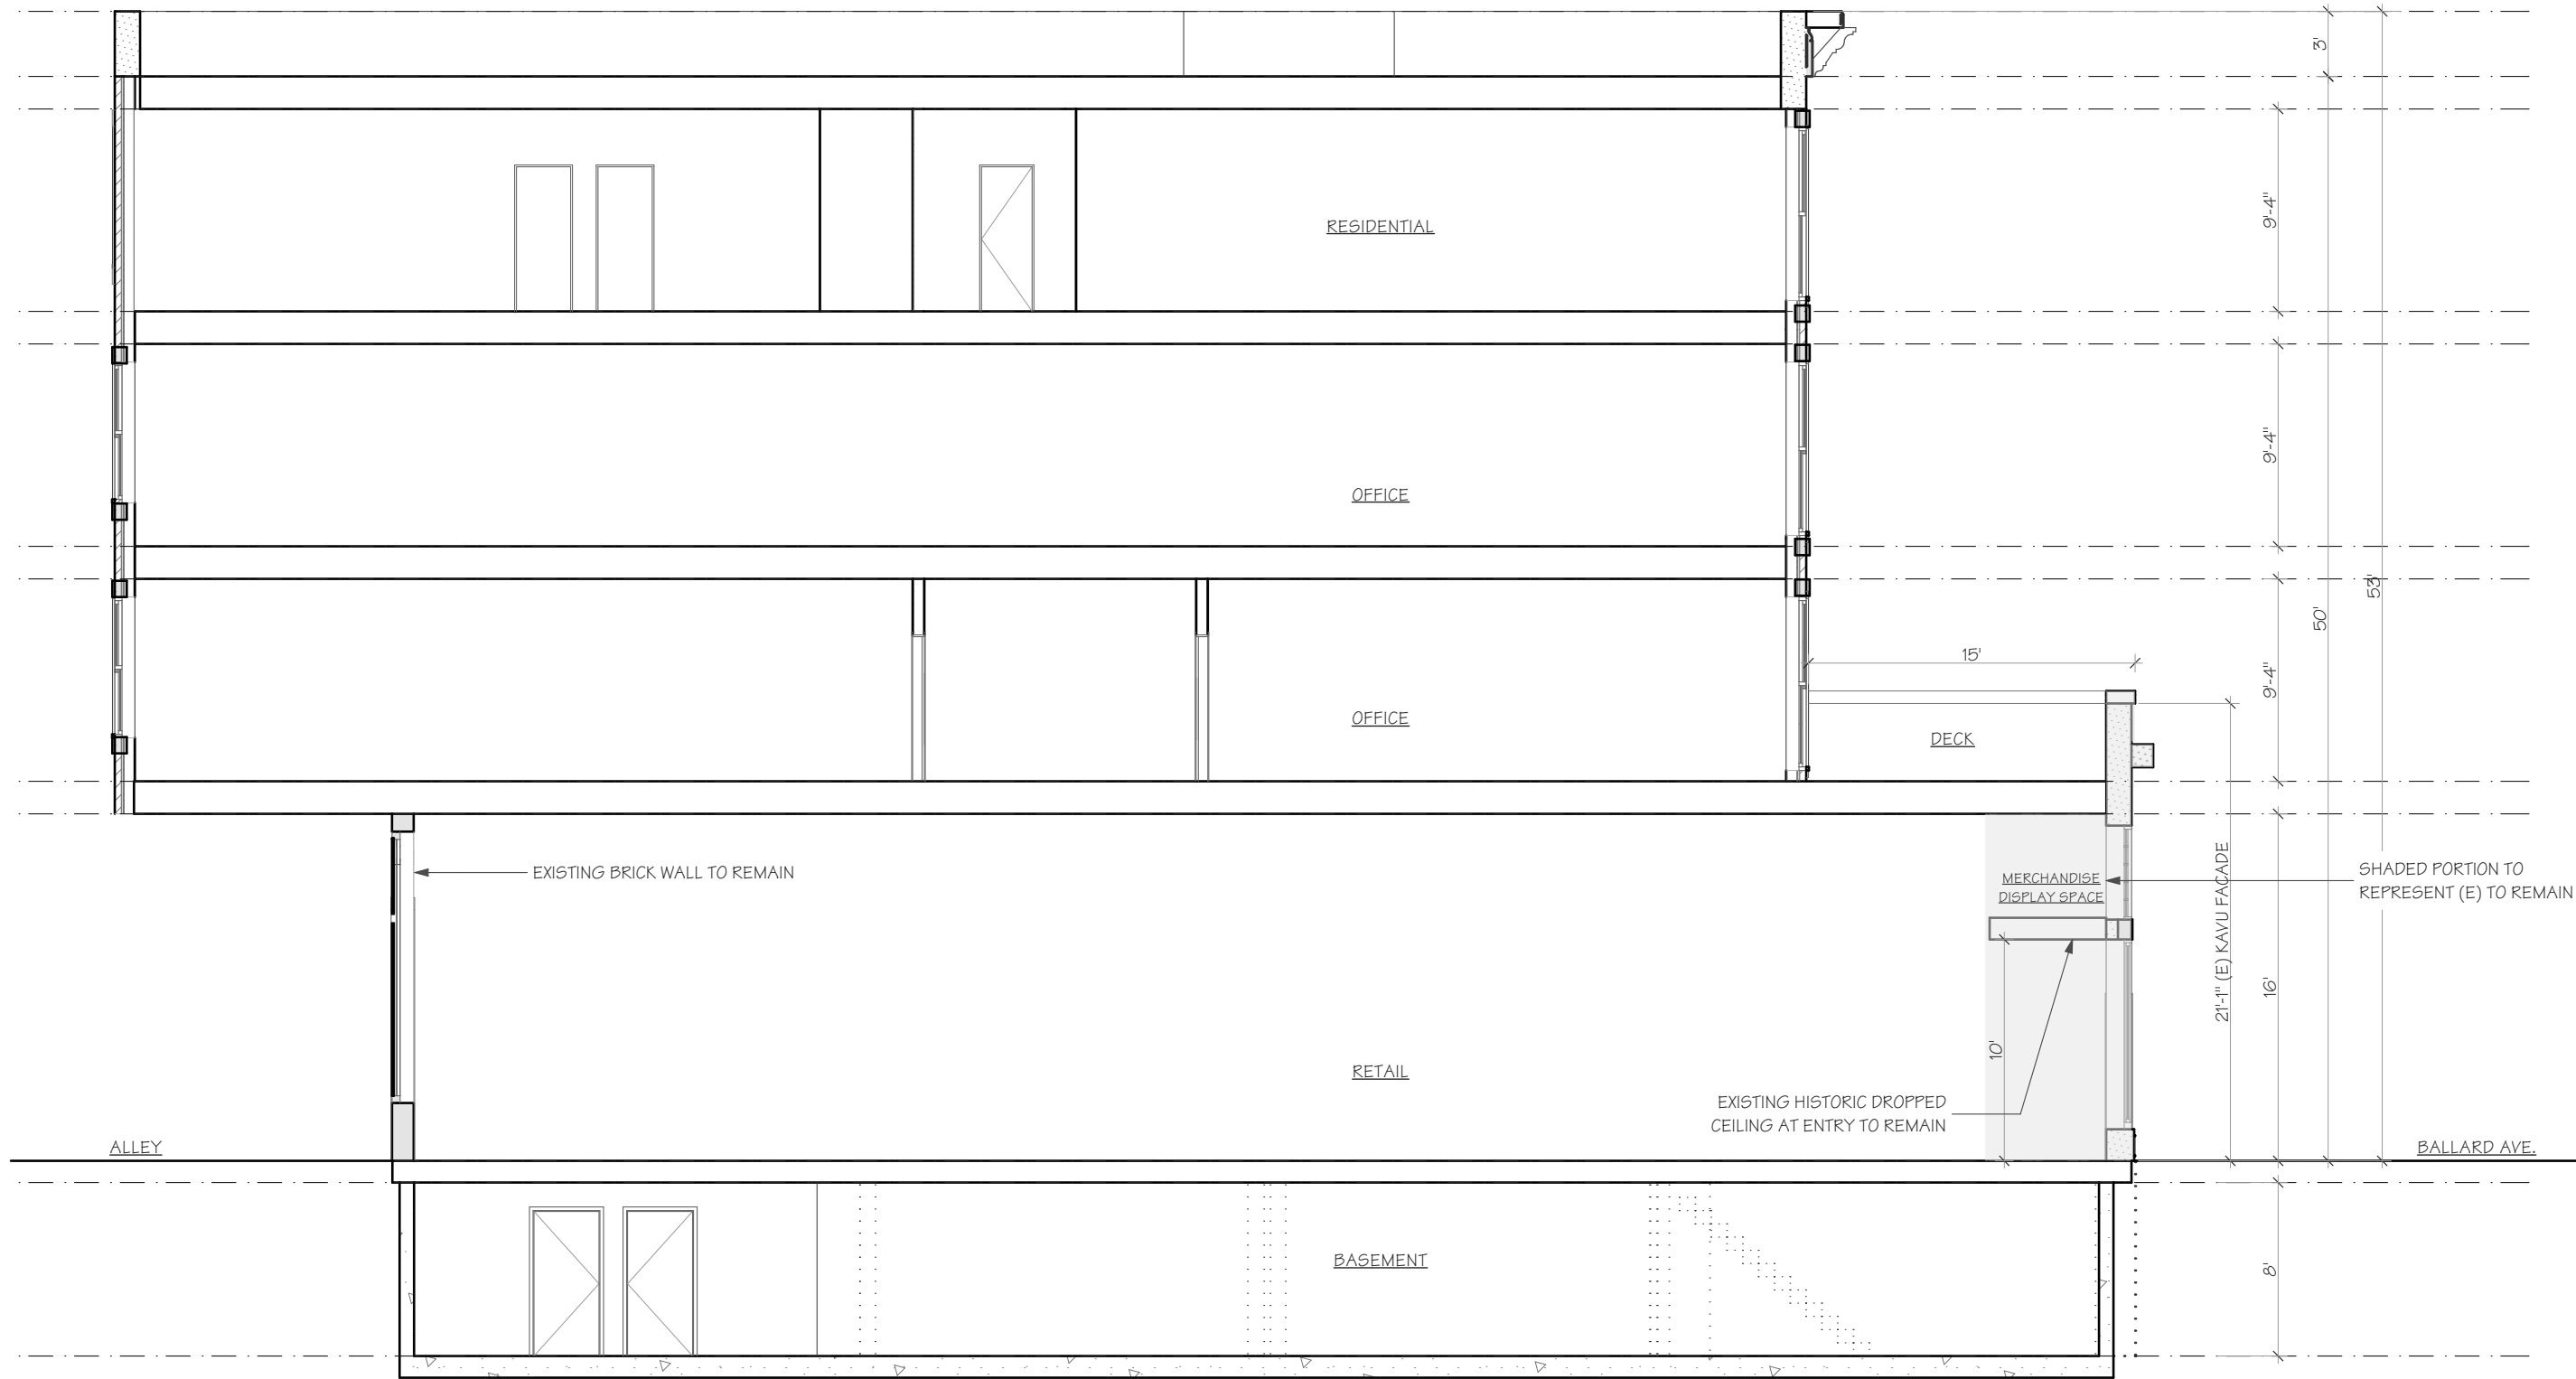 3'
9'-4"
RESIDENTIAL
9'-4"
OFFICE
53'
50'
15'
9'-4"
OFFICE
DECK
EXISTING BRICK WALL TO REMAIN
MERCHANDISE
DISPLAY SPACE
SHADED PORTION TO
REPRESENT (E) TO REMAIN
21'-1" (E) KAVU FACADE
16'
10'
RETAIL
EXISTING HISTORIC DROPPED
CEILING AT ENTRY TO REMAIN
ALLEY
BALLARD AVE.
BASEMENT
8'